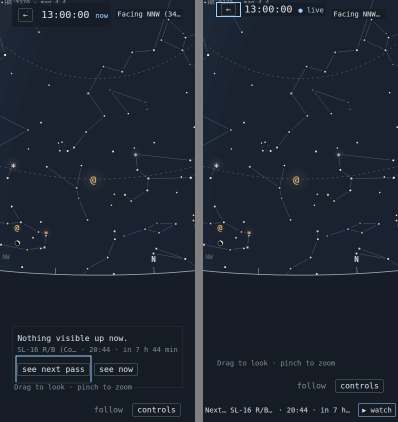 ← 13:00:00 now Facing NNW (34…
NW
N
Nothing visible up now.
SL-16 R/B (Co… · 20:44 · in 7 h 44 min
see next pass see now
Drag to look · pinch to zoom
follow controls
← 13:00:00 ● live Facing NNW…
N
Drag to look · pinch to zoom
follow controls
Next… SL-16 R/B… · 20:44 · in 7 h… ▶ watch